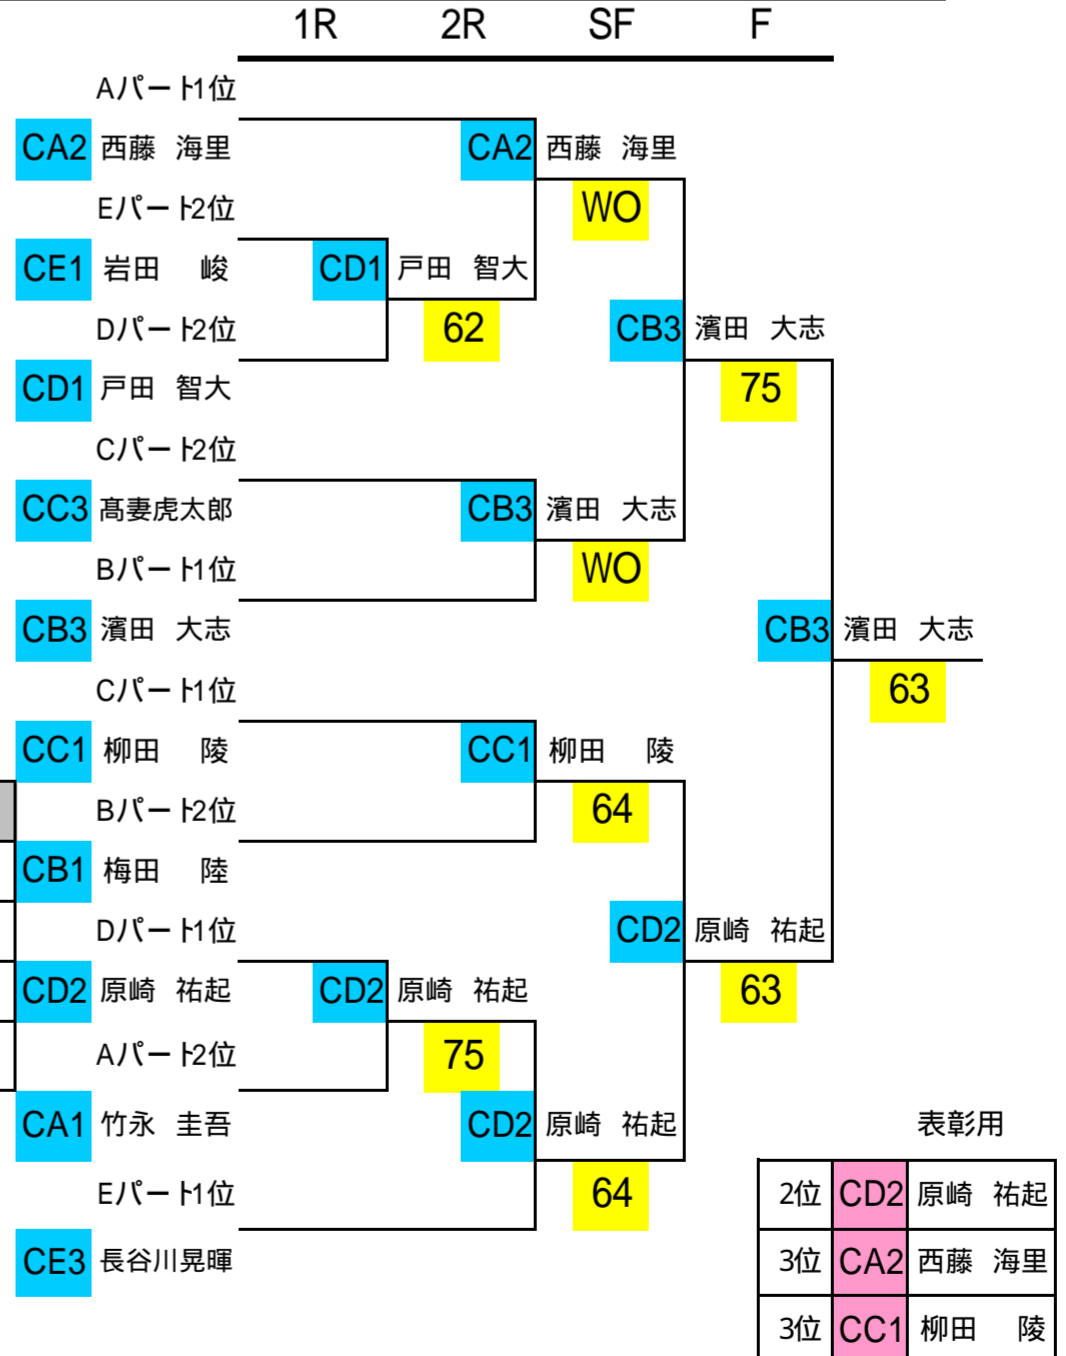 1R 2R SF F
Aパート1位
CA2 西藤 海里 CA2 西藤 海里
Eパート2位 WO
CE1 岩田 峻 CD1 戸田 智大
Dパート2位 62 CB3 濱田 大志
CD1 戸田 智大 75
Cパート2位
CC3 髙妻虎太郎 CB3 濱田 大志
Bパート1位 WO
CB3 濱田 大志 CB3 濱田 大志
Cパート1位 63
CC1 柳田 陵 CC1 柳田 陵
Bパート2位 64
CB1 梅田 陸
Dパート1位 CD2 原崎 祐起
CD2 原崎 祐起 CD2 原崎 祐起 63
Aパート2位 75
CA1 竹永 圭吾 CD2 原崎 祐起 表彰用
Eパート1位 64 2位 CD2 原崎 祐起
CE3 長谷川晃暉 3位 CA2 西藤 海里
3位 CC1 柳田 陵